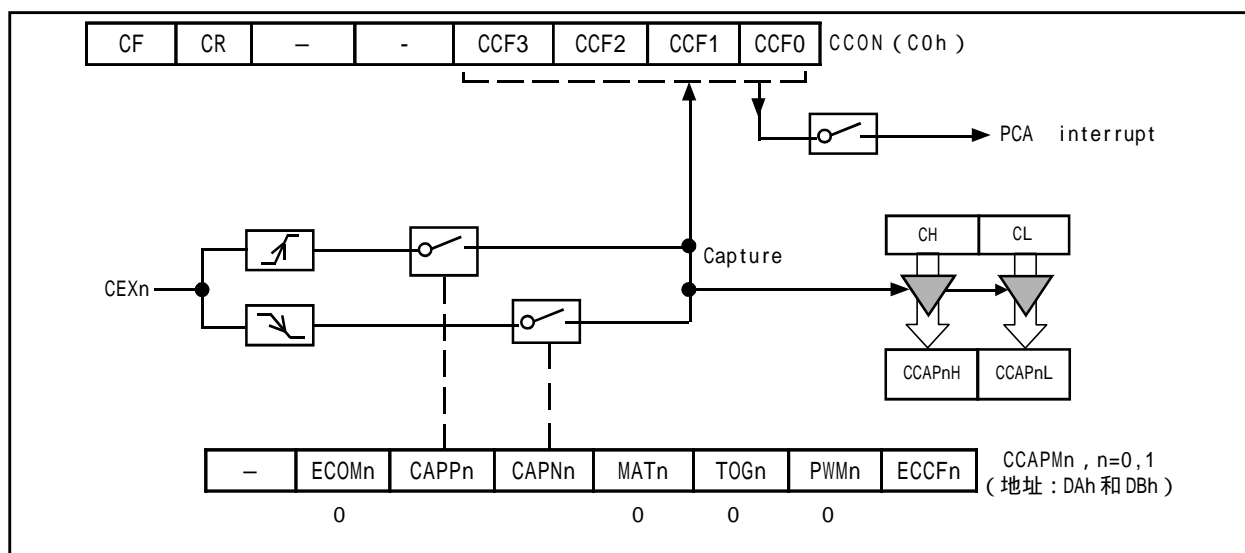 CF CR – - CCF3 CCF2 CCF1 CCF0 CCON(C0h)
PCA interrupt
CH CL
Capture
CEXn
CCAPnH CCAPnL
– ECOMn CAPPn CAPNn MATn TOGn PWMn ECCFn CCAPMn,n=0,1
(地址:DAh和DBh)
0 0 0 0